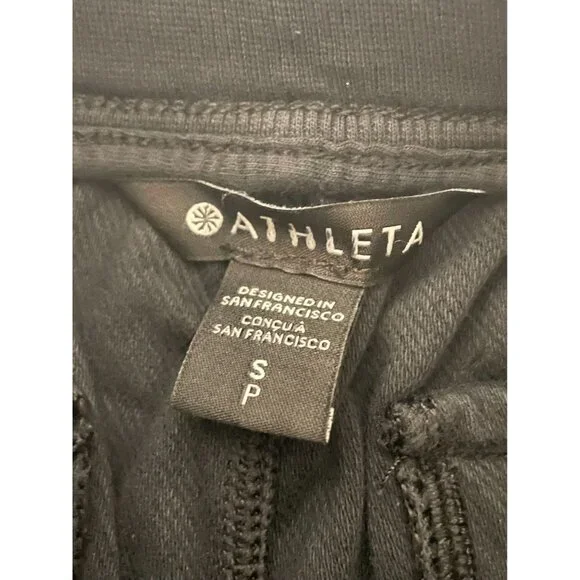 ATHLETA
DESIGNED IN
SAN FRANCISCO
CONÇU À
SAN FRANCISCO
S
P